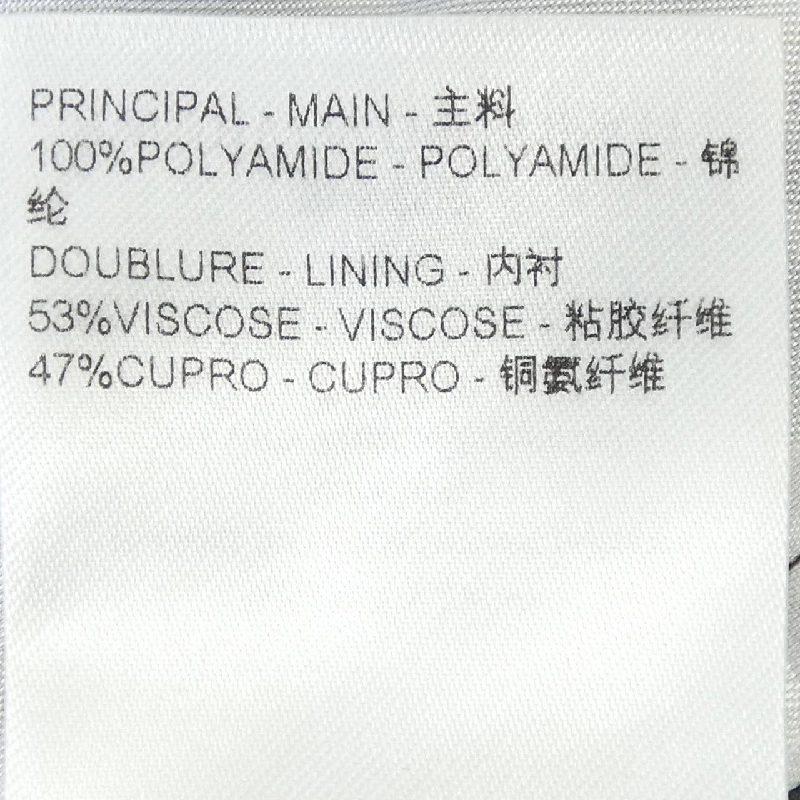 PRINCIPAL - MAIN - 主料
100%POLYAMIDE - POLYAMIDE - 锦
纶
DOUBLURE - LINING - 内衬
53%VISCOSE - VISCOSE - 粘胶纤维
47%CUPRO - CUPRO - 铜氨纤维